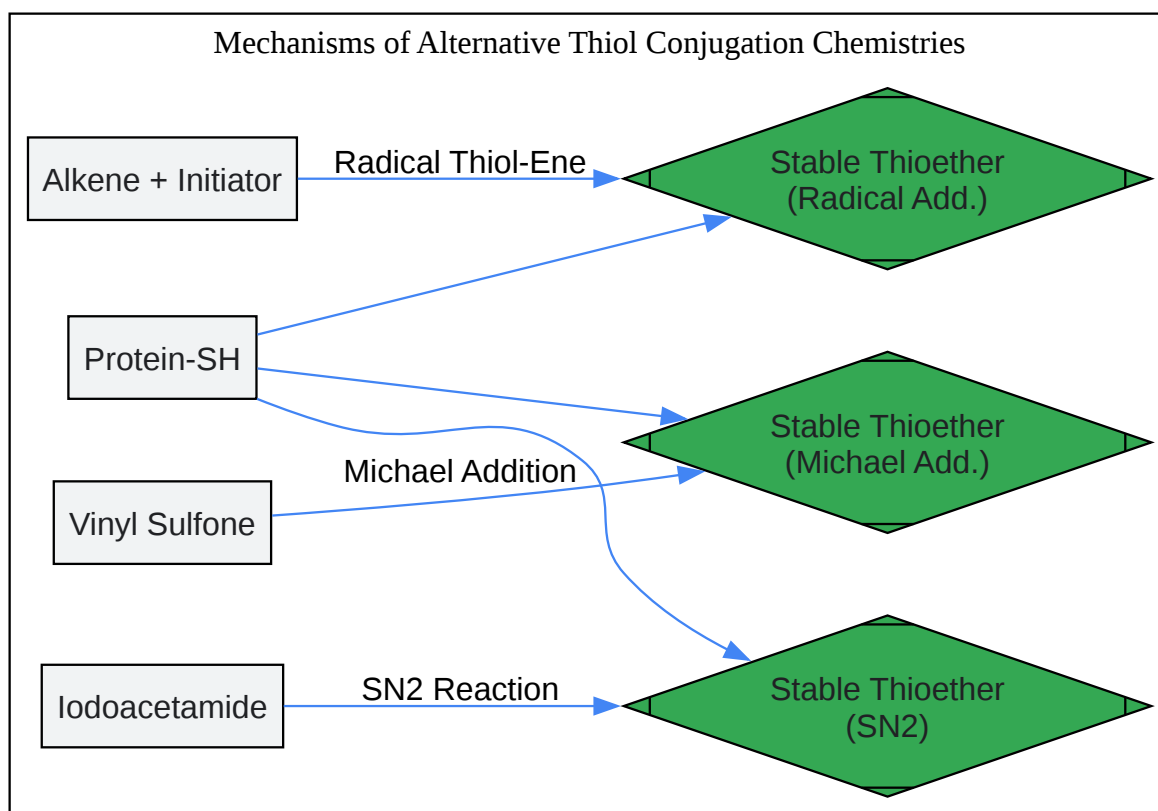 Mechanisms of Alternative Thiol Conjugation Chemistries
Alkene + Initiator
Radical Thiol-Ene
Stable Thioether
(Radical Add.)
Protein-SH
Stable Thioether
(Michael Add.)
Michael Addition
Vinyl Sulfone
Iodoacetamide
SN2 Reaction
Stable Thioether
(SN2)